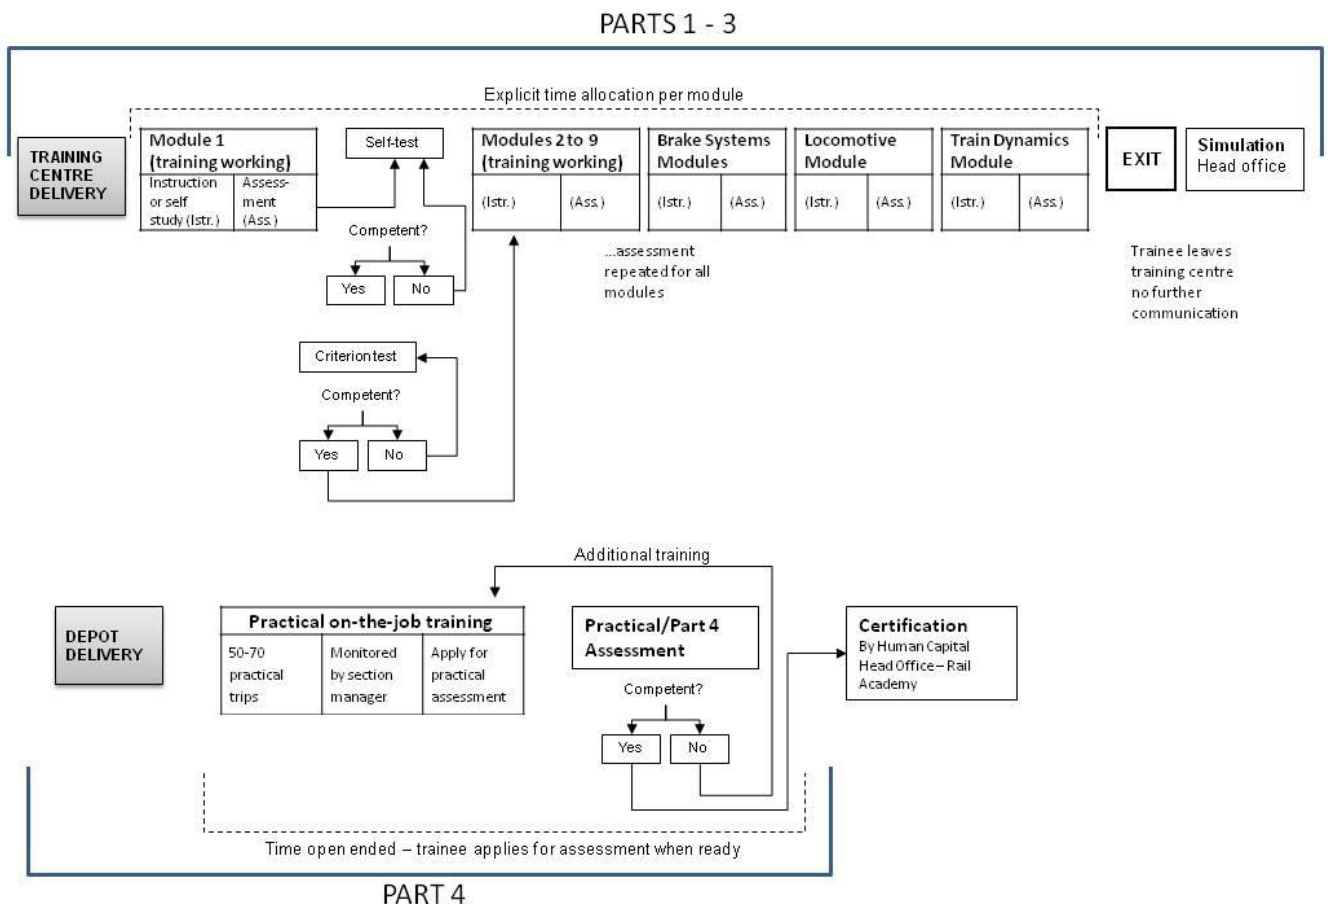 PARTS 1 - 3
Explicit time allocation per module
TRAINING
CENTRE
DELIVERY
Module 1
(training working)
Instruction
or self
study (Istr.)
Assess-
ment
(Ass.)
Self-test
Competent?
Yes
No
Criterion test
Competent?
Yes
No
Modules 2 to 9
(training working)
(Istr.)
(Ass.)
...assessment
repeated for all
modules
Brake Systems
Modules
(Istr.)
(Ass.)
Locomotive
Module
(Istr.)
(Ass.)
Train Dynamics
Module
(Istr.)
(Ass.)
EXIT
Trainee leaves
training centre
no further
communication
Simulation
Head office
Additional training
DEPOT
DELIVERY
Practical on-the-job training
50-70
practical
trips
Monitored
by section
manager
Apply for
practical
assessment
Practical/Part 4
Assessment
Competent?
Yes
No
Certification
By Human Capital
Head Office – Rail
Academy
Time open ended – trainee applies for assessment when ready
PART 4